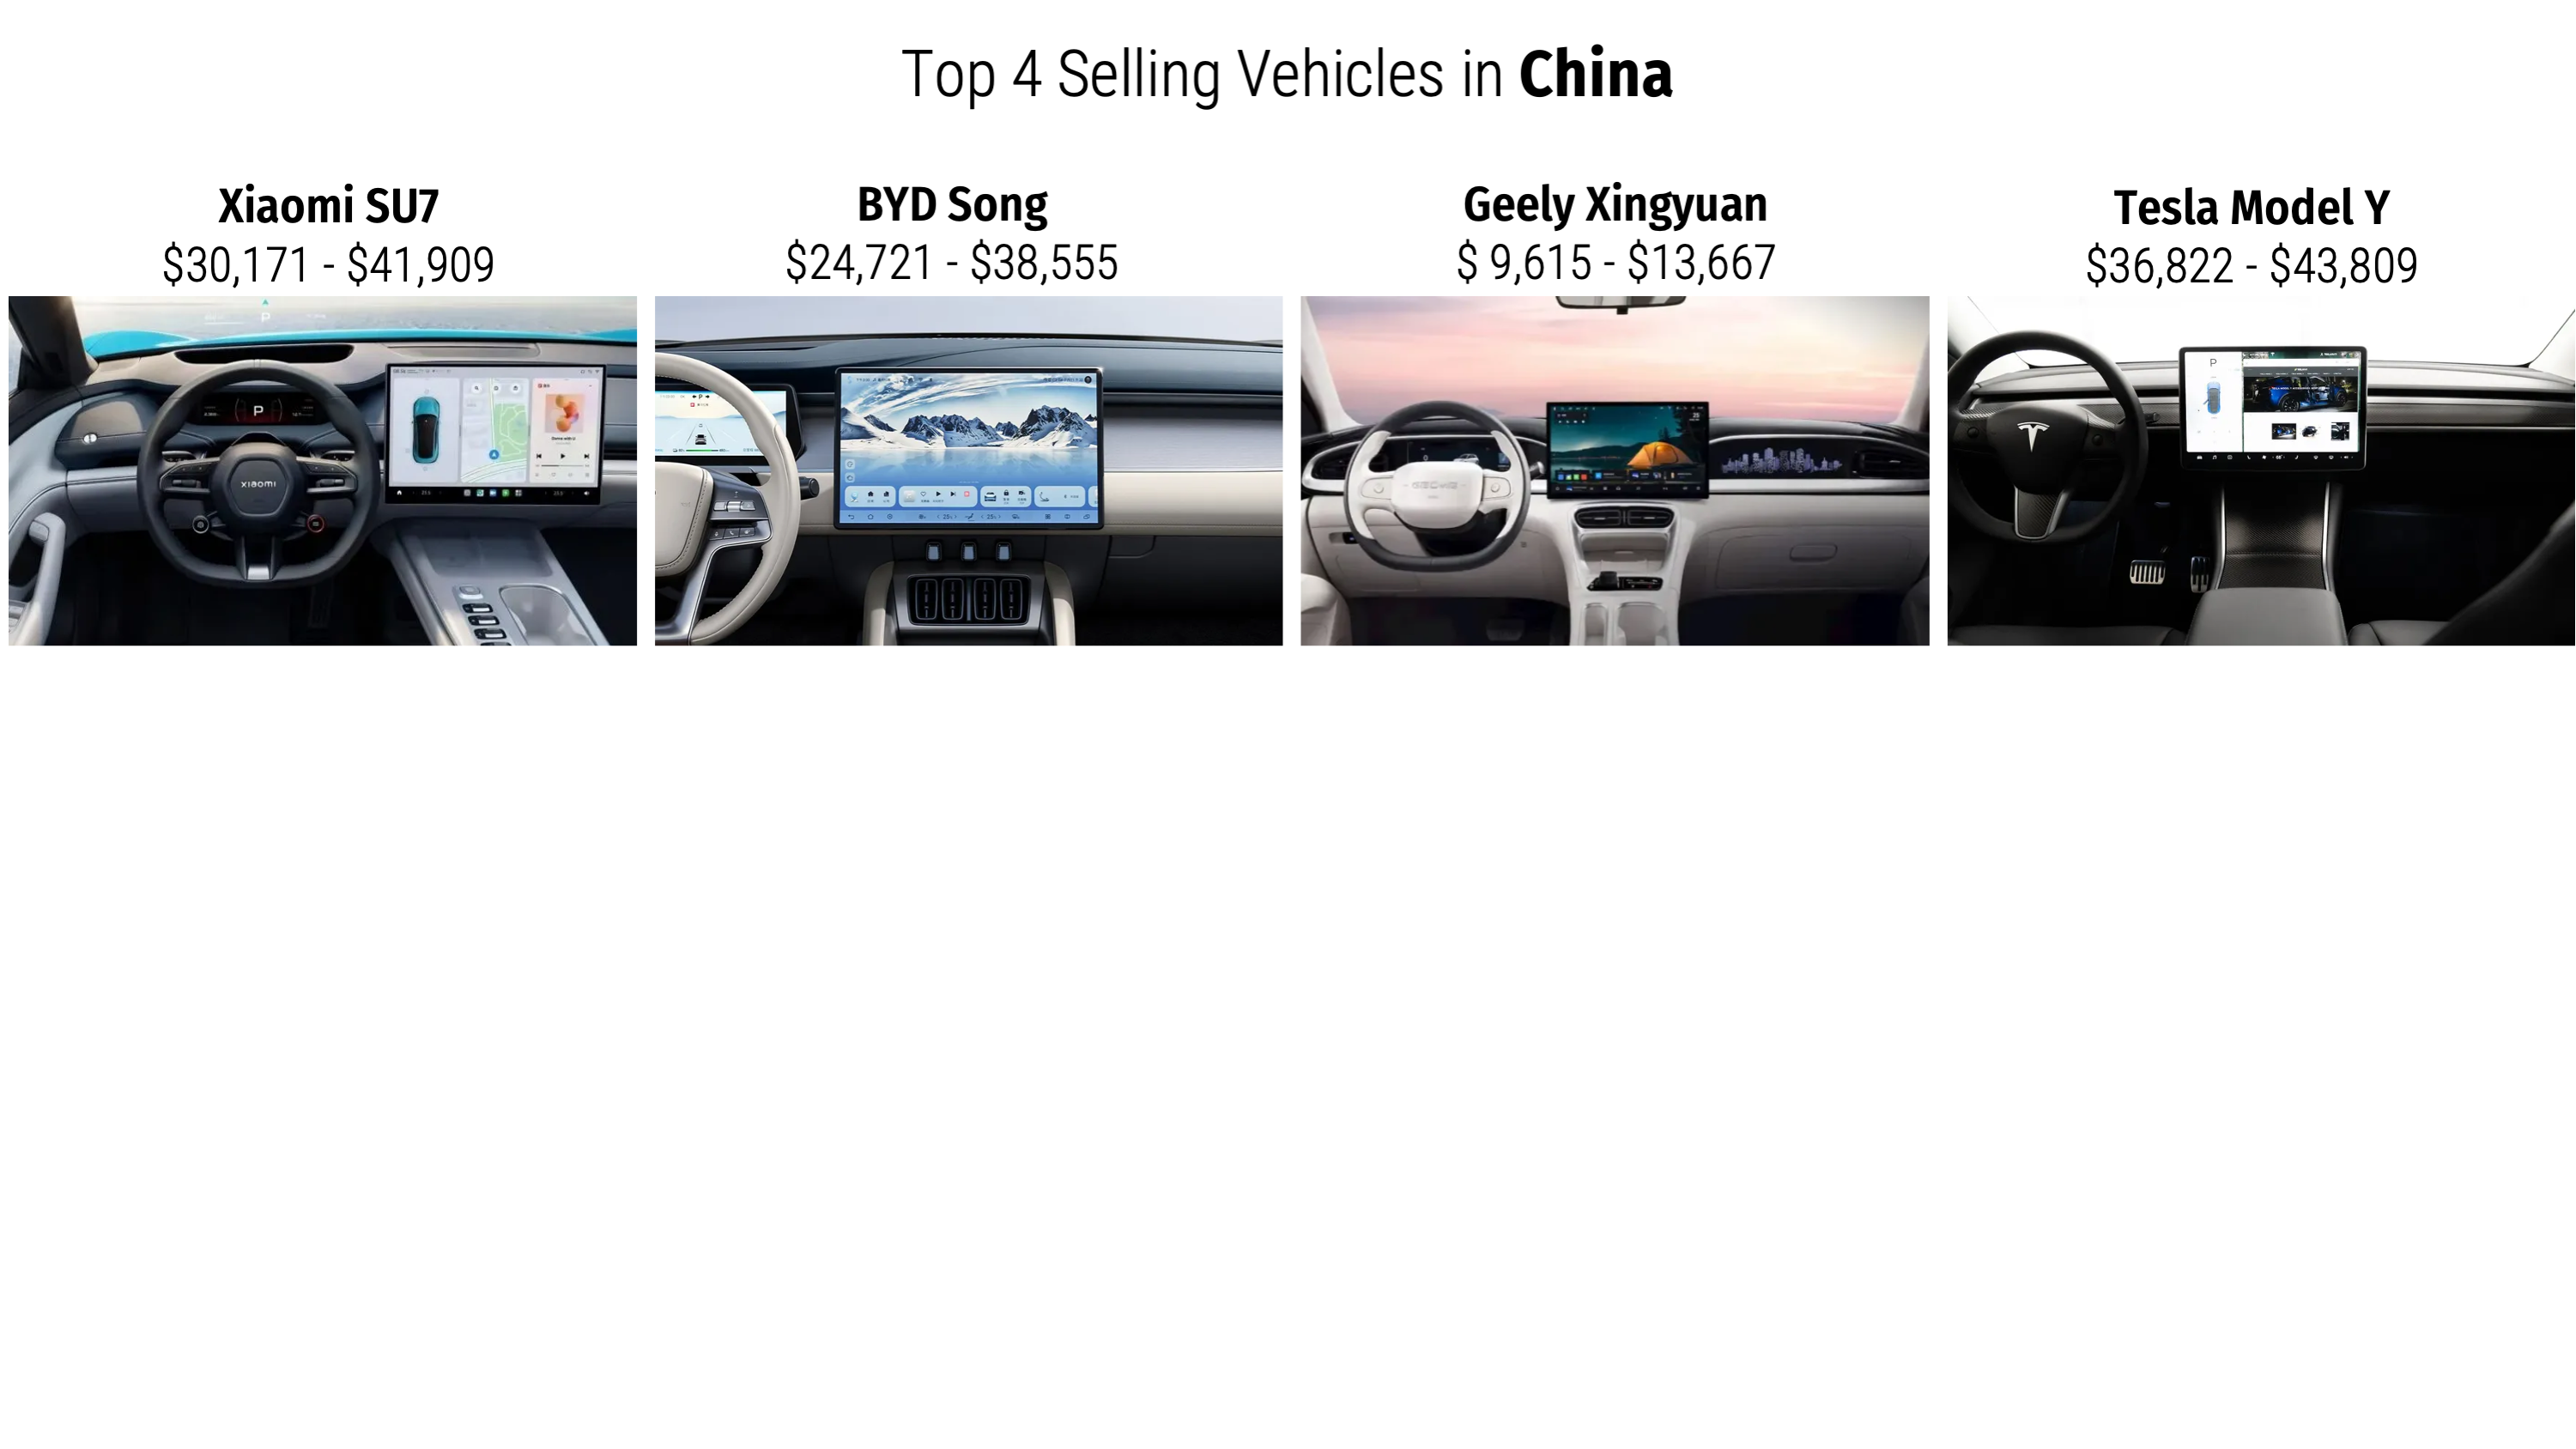 Top 4 Selling Vehicles in China
Xiaomi SU7
$30,171 - $41,909
BYD Song
$24,721 - $38,555
Geely Xingyuan
$ 9,615 - $13,667
Tesla Model Y
$36,822 - $43,809
P
P
xiaomi
P
P